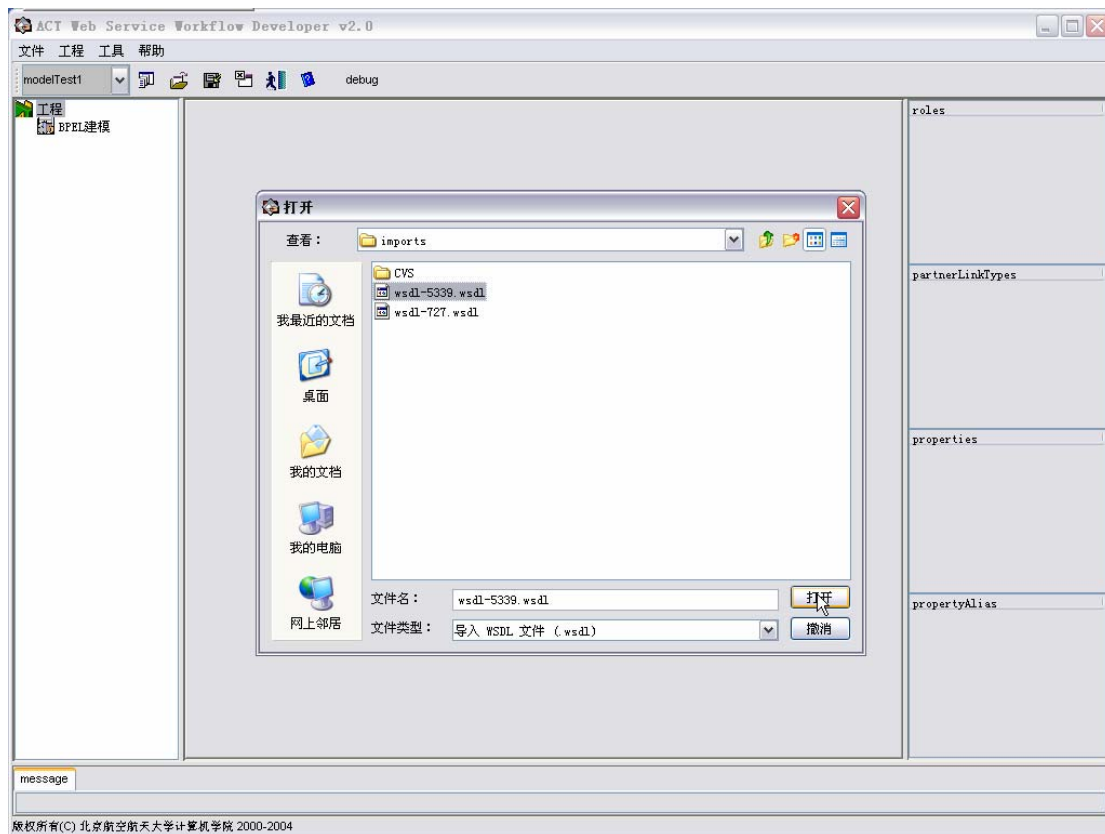 ACT Web Service Workflow Developer v2.0
文件 工程 工具 帮助
modelTest1 debug
工程
BPEL建模
roles
partnerLinkTypes
properties
propertyAlias
打开
查看： imports
CVS
wsdl-5339.wsdl
wsdl-727.wsdl
我最近的文档
桌面
我的文档
我的电脑
网上邻居
文件名： wsdl-5339.wsdl 打开
文件类型： 导入 WSDL 文件 (.wsdl) 撤消
message
版权所有(C) 北京航空航天大学计算机学院 2000-2004